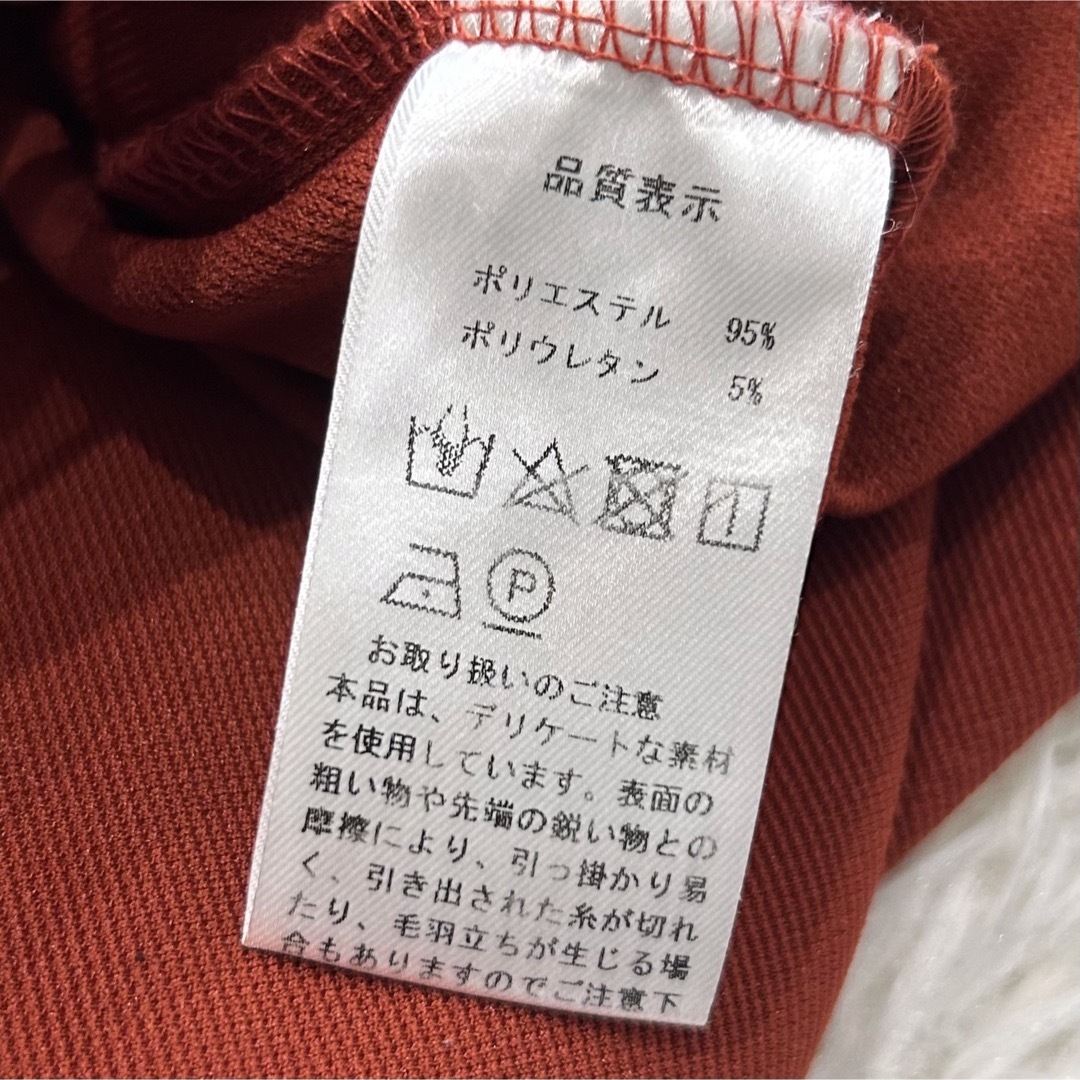 品質表示
ポリエステル 95%
ポリウレタン 5%
P
お取り扱いのご注意
本品は、デリケートな素材
を使用しています。表面の
粗い物や先端の鋭い物との
摩擦により、引っ掛かり易
く、引き出された糸が切れ
たり、毛羽立ちが生じる場
合もありますのでご注意下